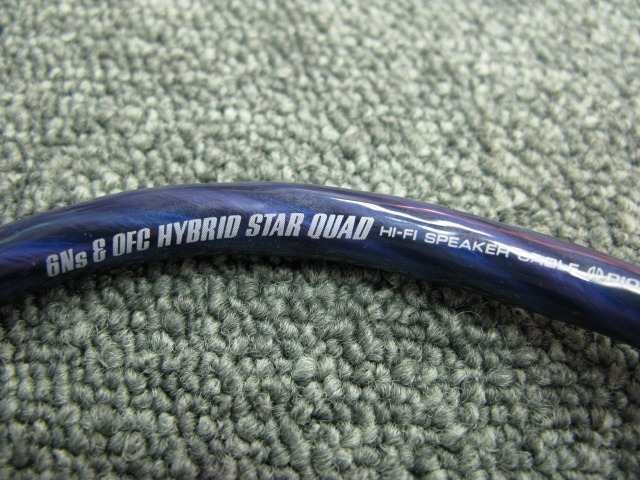 6Ns & OFC HYBRID STAR QUAD HI-FI SPEAKER CABLE